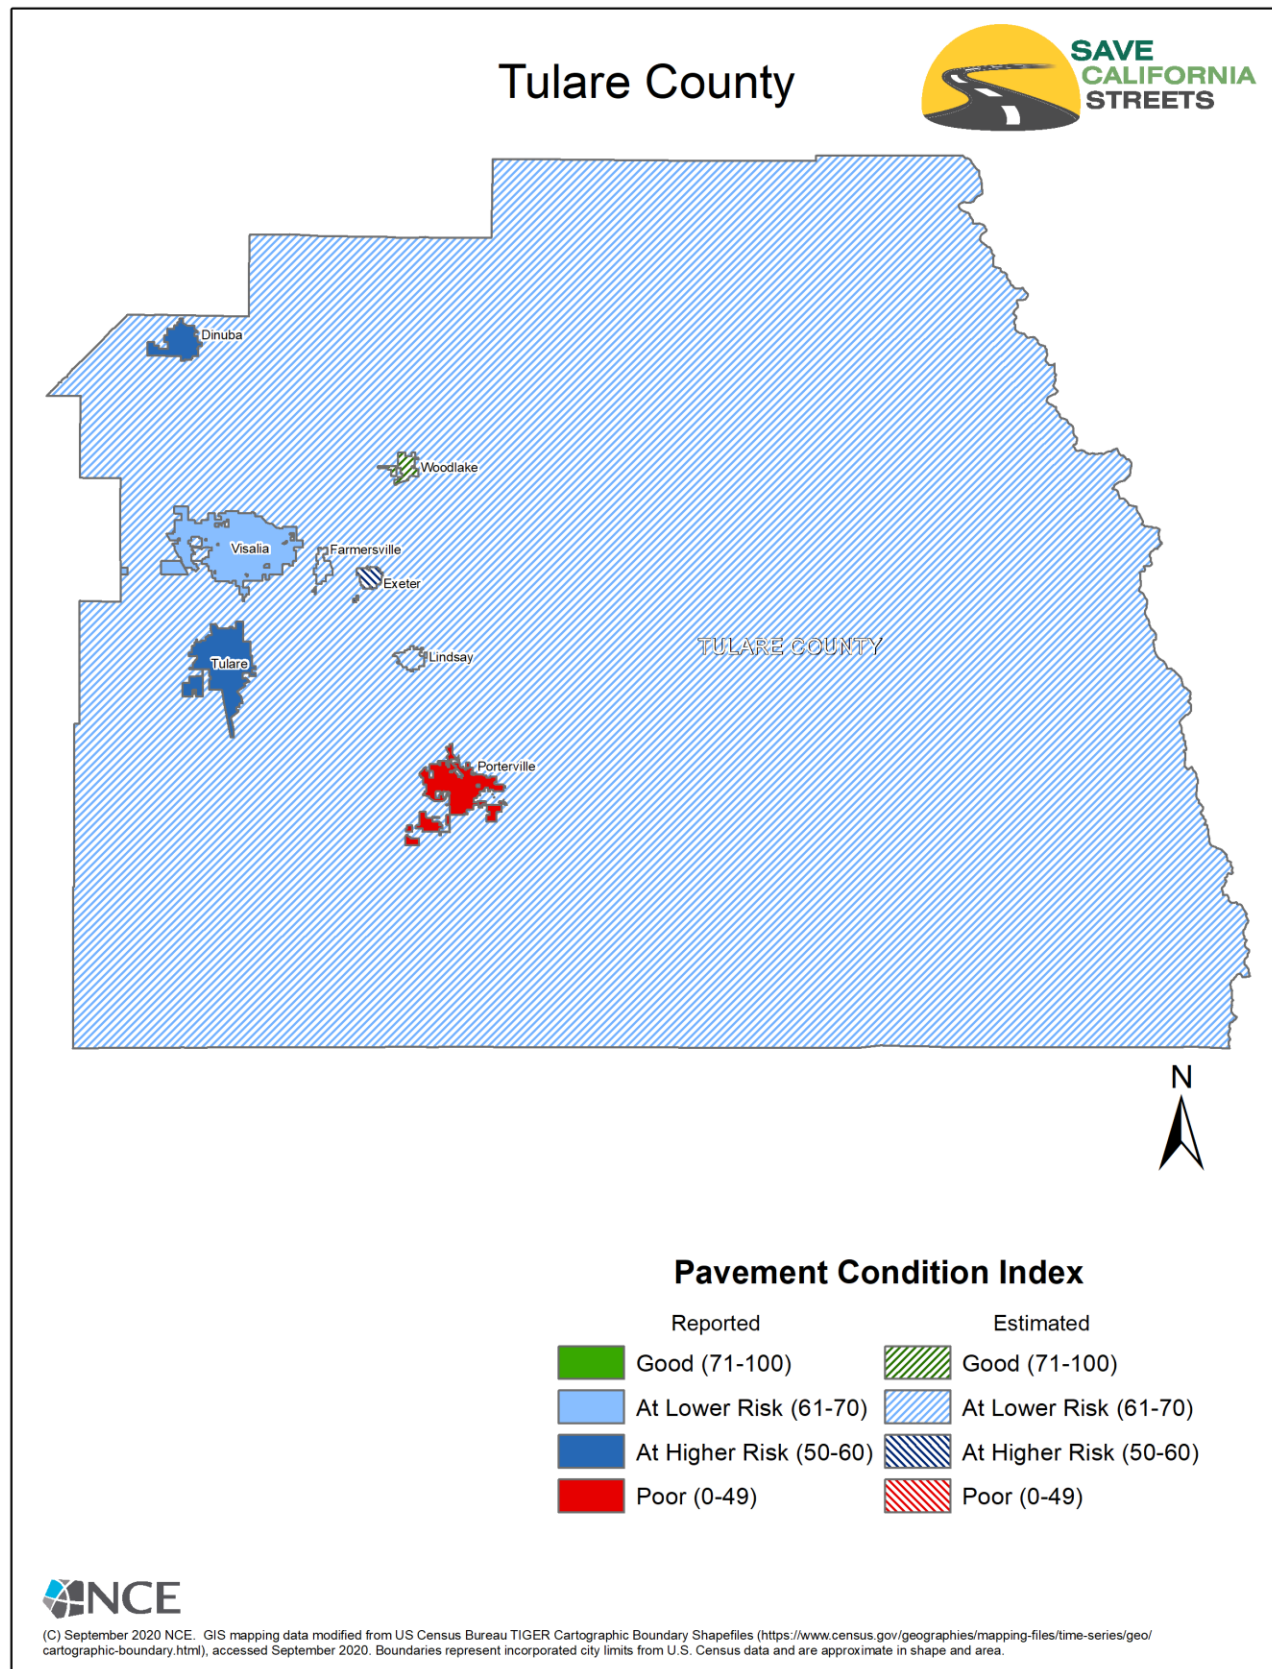 Tulare County
SAVE
CALIFORNIA
STREETS
Dinuba
Woodlake
Visalia
Farmersville
Exeter
TULARE COUNTY
Lindsay
Tulare
Porterville
N
Pavement Condition Index
Reported
Estimated
Good (71-100)
Good (71-100)
At Lower Risk (61-70)
At Lower Risk (61-70)
At Higher Risk (50-60)
At Higher Risk (50-60)
Poor (0-49)
Poor (0-49)
NCE
(C) September 2020 NCE. GIS mapping data modified from US Census Bureau TIGER Cartographic Boundary Shapefiles (https://www.census.gov/geographies/mapping-files/time-series/geo/
cartographic-boundary.html), accessed September 2020. Boundaries represent incorporated city limits from U.S. Census data and are approximate in shape and area.